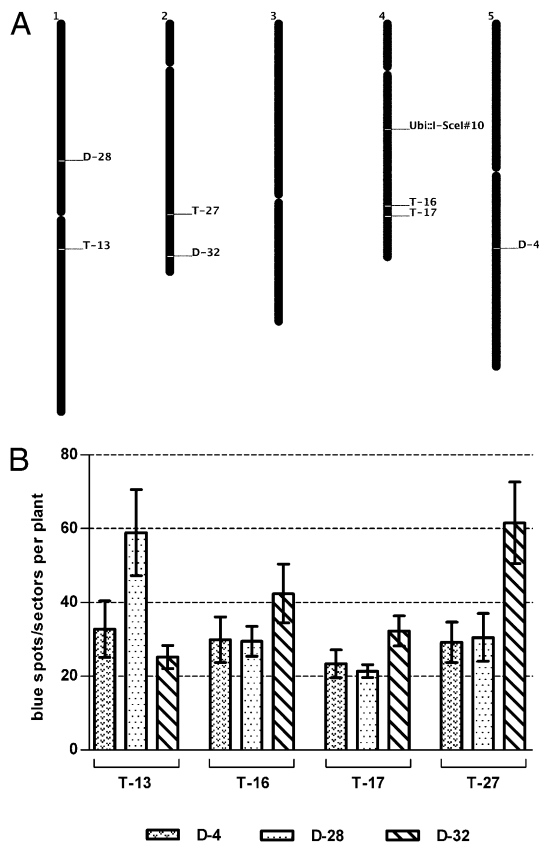 A
1 2 3 4 5
Ubi::I-SceI#10
D-28
T-16
T-27
T-17
T-13
D-32
D-4
B
blue spots/sectors per plant
80
60
40
20
0
T-13 T-16 T-17 T-27
D-4 D-28 D-32